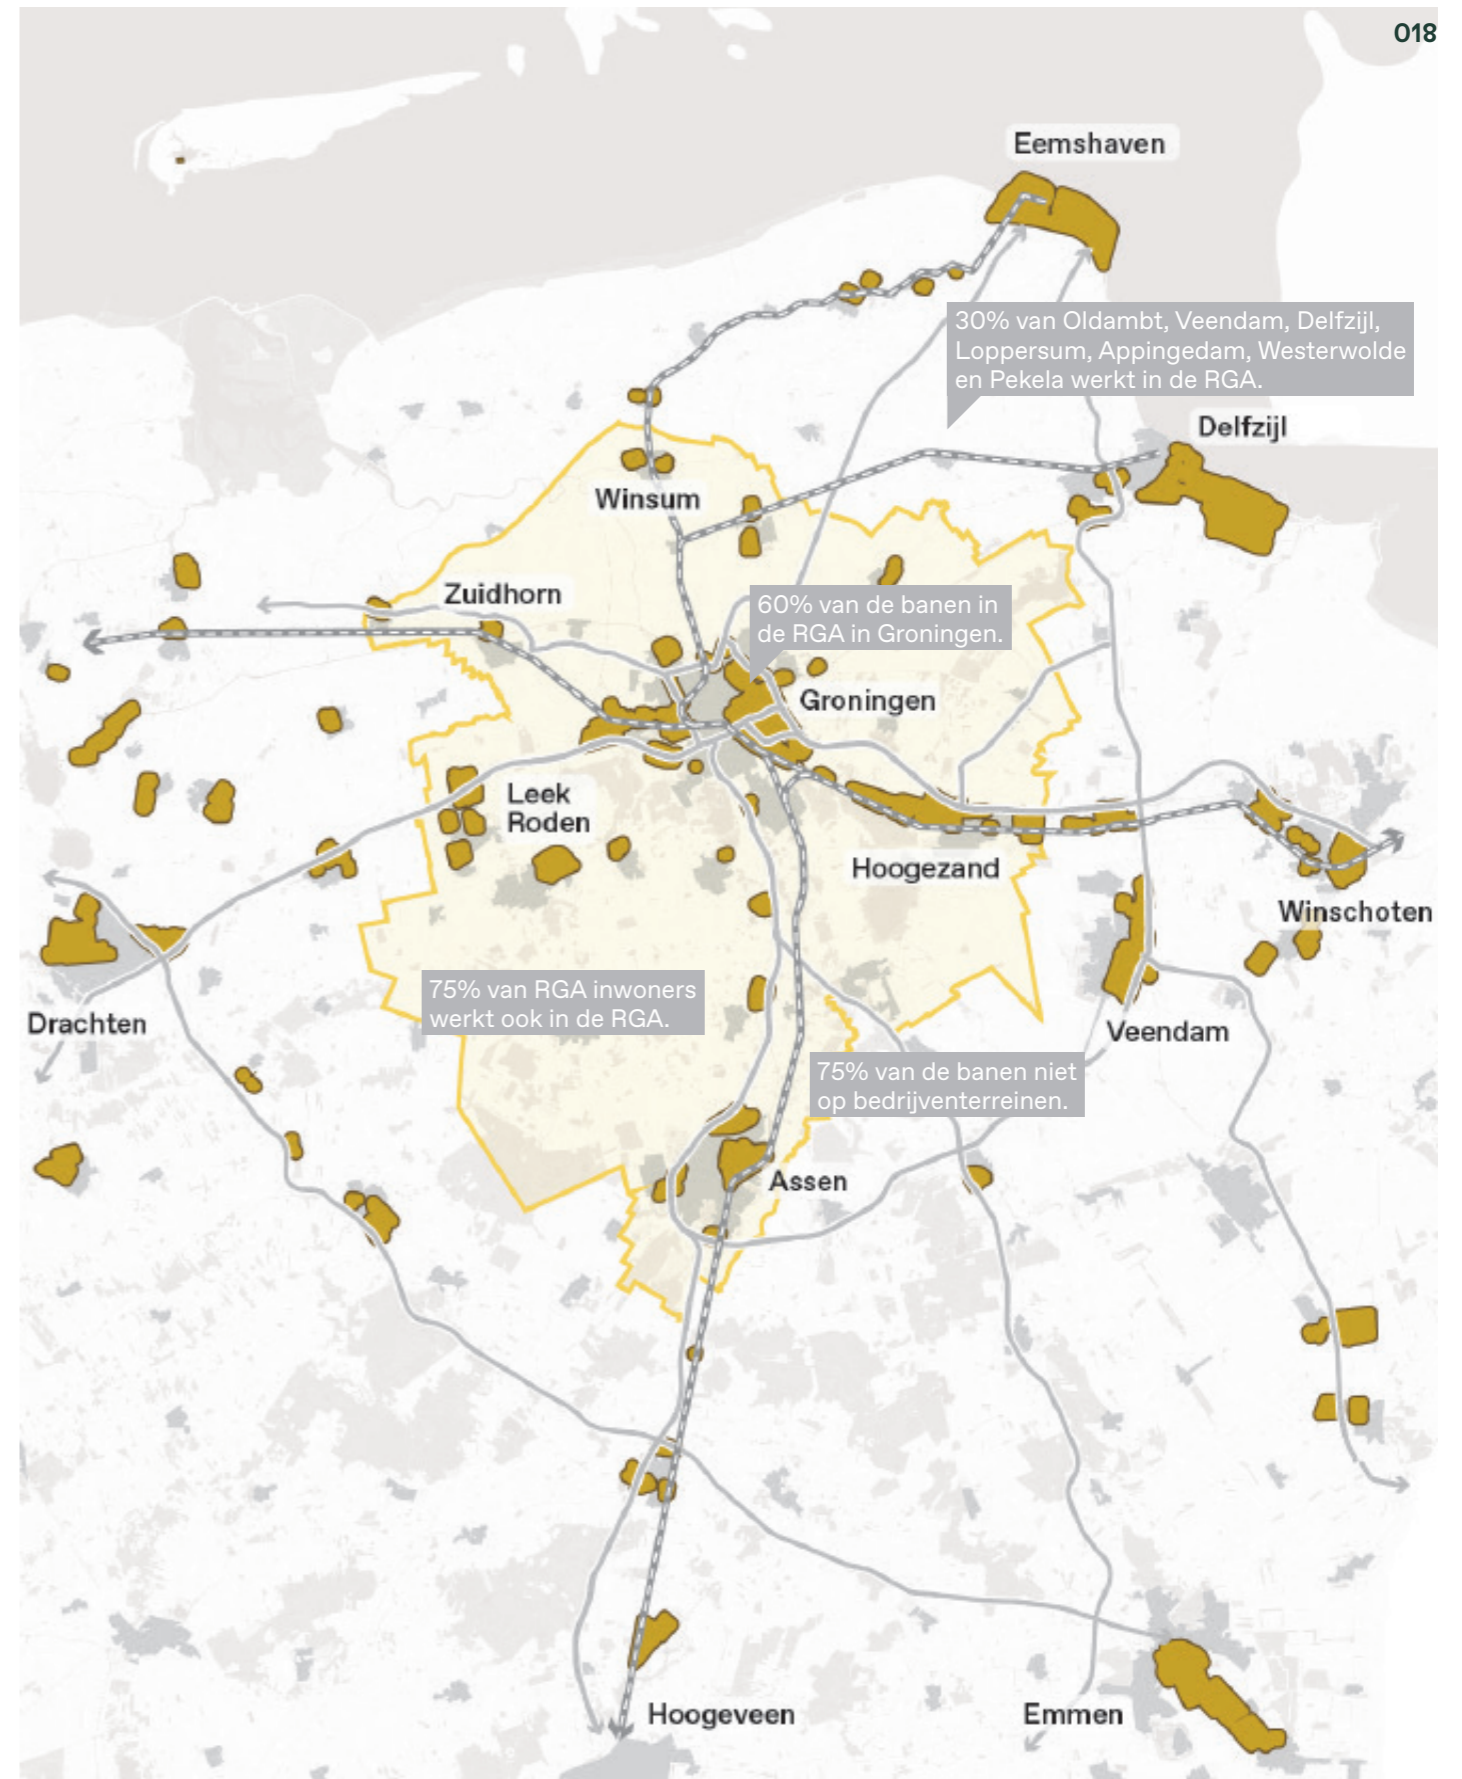 018
Eemshaven
30% van Oldambt, Veendam, Delfzijl,
Loppersum, Appingedam, Westerwolde
en Pekela werkt in de RGA.
Delfzijl
Winsum
Zuidhorn
60% van de banen in
de RGA in Groningen.
Groningen
Leek
Roden
Hoogezand
Winschoten
75% van RGA inwoners
werkt ook in de RGA.
Drachten
Veendam
75% van de banen niet
op bedrijventerreinen.
Assen
Hoogeveen
Emmen